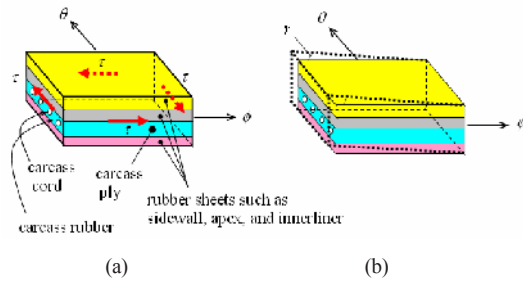 θ
τ
τ
τ
τ
ϕ
carcass
cord
carcass
ply
carcass rubber
rubber sheets such as
sidewall, apex, and innerliner
(a)
γ
θ
ϕ
(b)